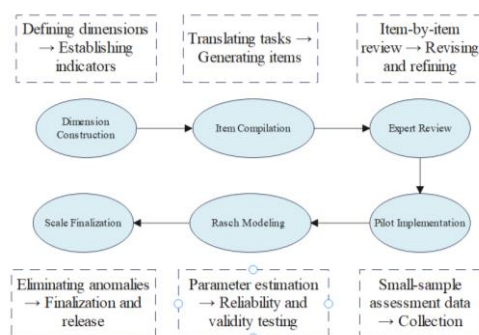 Defining dimensions
→ Establishing
indicators
Translating tasks →
Generating items
Item-by-item
review → Revising
and refining
Dimension
Construction
Item Compilation
Expert Review
Scale Finalization
Rasch Modeling
Pilot Implementation
Eliminating anomalies
→ Finalization and
release
Parameter estimation
→ Reliability and
validity testing
Small-sample
assessment data
→ Collection